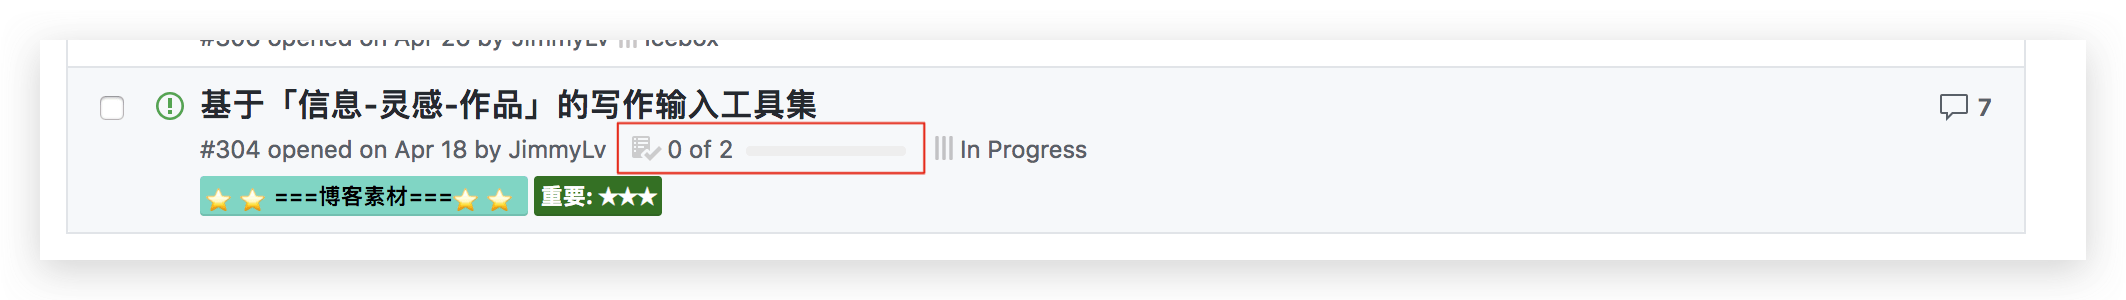 #306 opened on Apr 26 by JimmyLv Icebox
基于「信息-灵感-作品」的写作输入工具集
7
#304 opened on Apr 18 by JimmyLv 0 of 2 In Progress
⭐ ⭐ ===博客素材===⭐ ⭐ 重要: ★★★